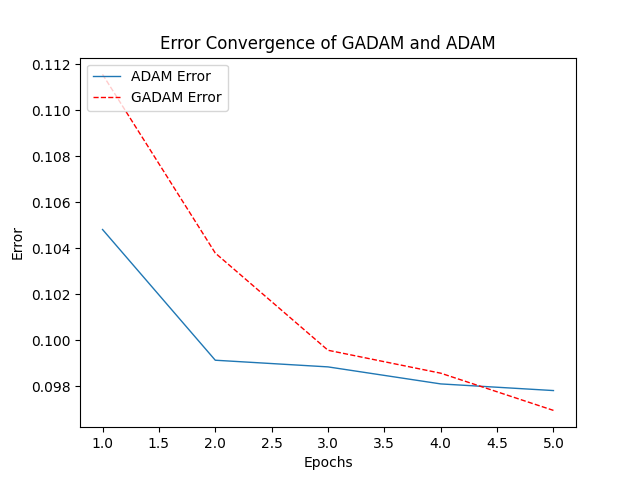 Error Convergence of GADAM and ADAM
ADAM Error
GADAM Error
Error
0.112
0.110
0.108
0.106
0.104
0.102
0.100
0.098
1.0 1.5 2.0 2.5 3.0 3.5 4.0 4.5 5.0
Epochs